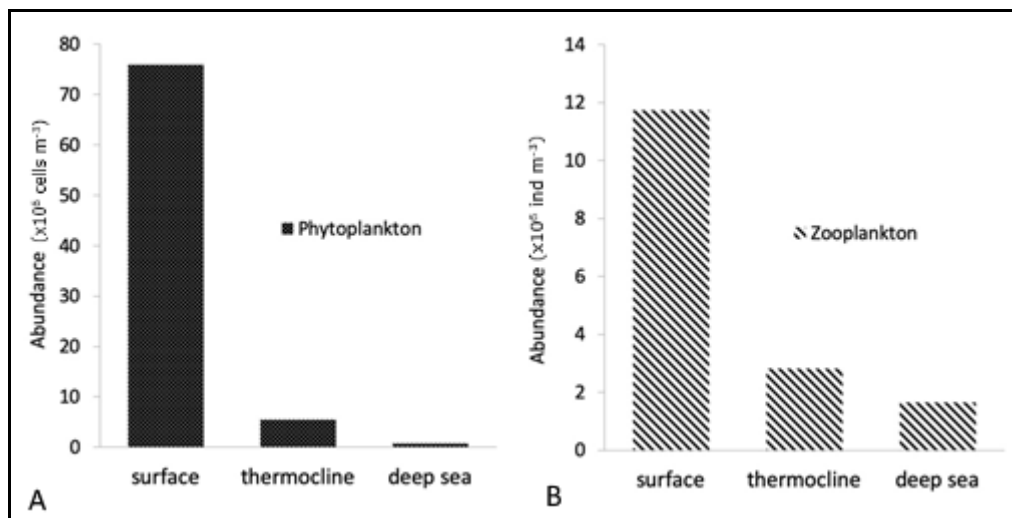 Abundance (x10⁶ cells m⁻³)
80
70
60
50
40
30
20
10
0
Phytoplankton
surface thermocline deep sea
A
Abundance (x10⁶ ind m⁻³)
14
12
10
8
6
4
2
0
Zooplankton
surface thermocline deep sea
B